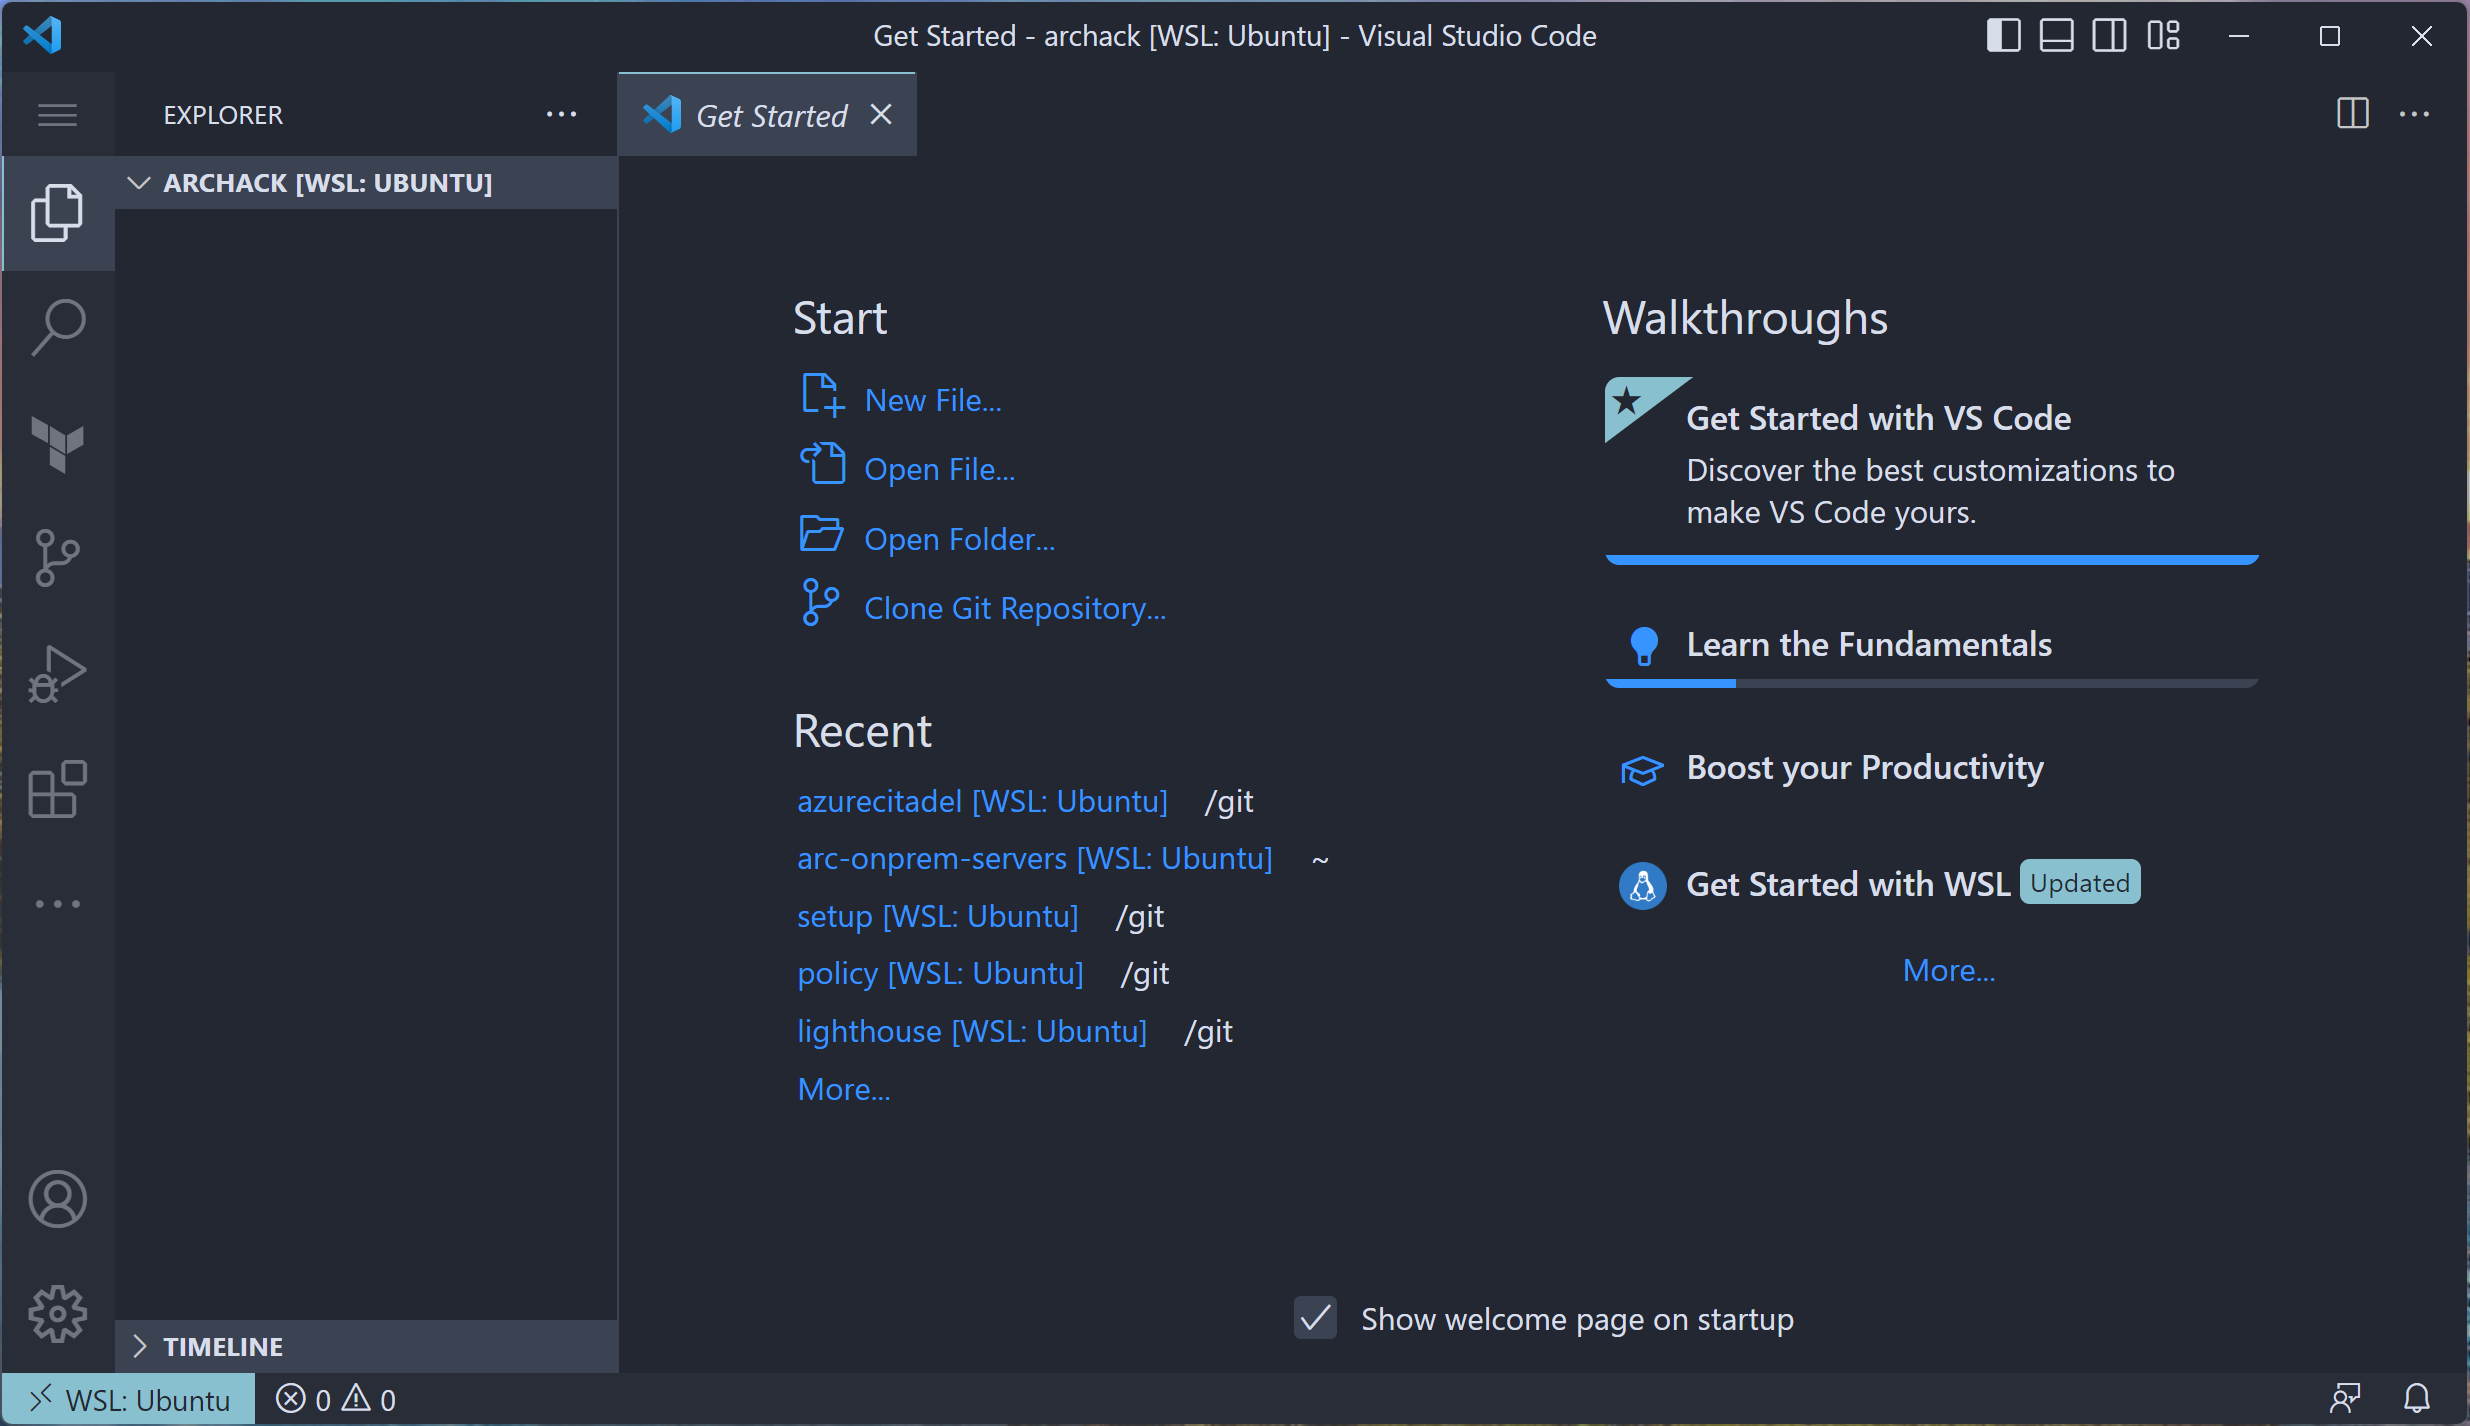 Get Started - archack [WSL: Ubuntu] - Visual Studio Code
EXPLORER
Get Started
ARCHACK [WSL: UBUNTU]
Start
New File...
Open File...
Open Folder...
Clone Git Repository...
Recent
azurecitadel [WSL: Ubuntu] /git
arc-onprem-servers [WSL: Ubuntu] ~
setup [WSL: Ubuntu] /git
policy [WSL: Ubuntu] /git
lighthouse [WSL: Ubuntu] /git
More...
Walkthroughs
Get Started with VS Code
Discover the best customizations to
make VS Code yours.
Learn the Fundamentals
Boost your Productivity
Get Started with WSL Updated
More...
Show welcome page on startup
TIMELINE
WSL: Ubuntu 0 0